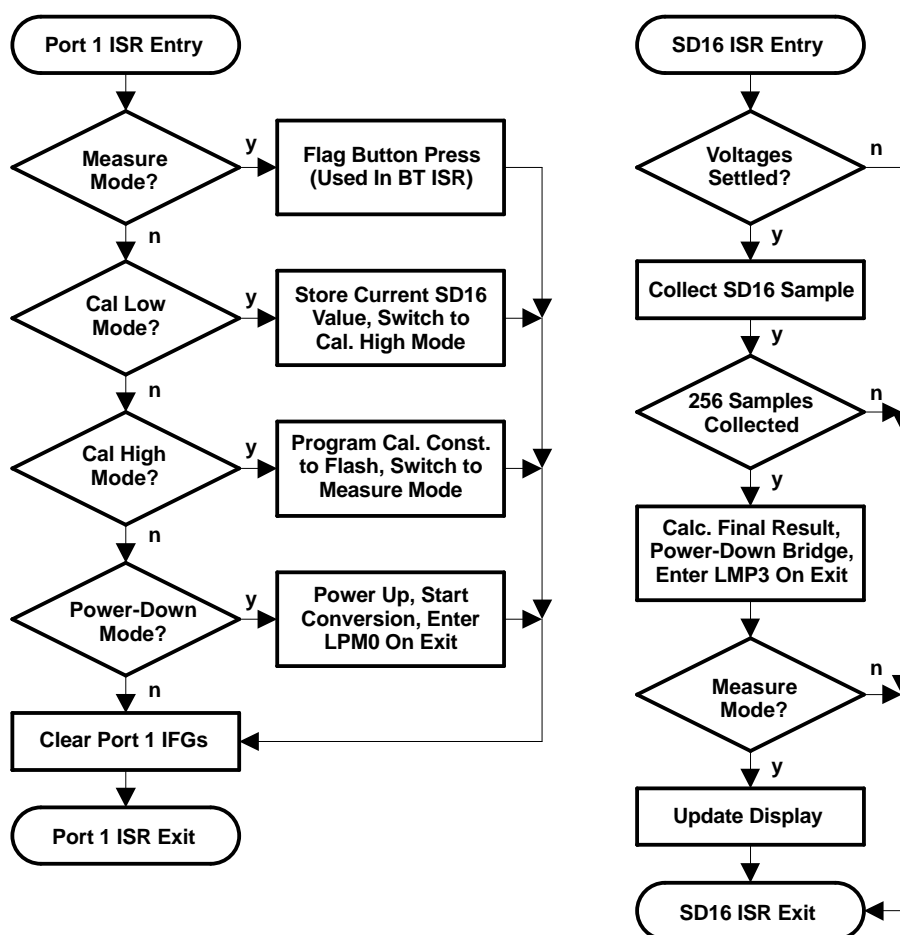 Port 1 ISR Entry
Measure
Mode?
y
Flag Button Press
(Used In BT ISR)
n
Cal Low
Mode?
y
Store Current SD16
Value, Switch to
Cal. High Mode
n
Cal High
Mode?
y
Program Cal. Const.
to Flash, Switch to
Measure Mode
n
Power-Down
Mode?
y
Power Up, Start
Conversion, Enter
LPM0 On Exit
n
Clear Port 1 IFGs
Port 1 ISR Exit
SD16 ISR Entry
Voltages
Settled?
n
y
Collect SD16 Sample
y
256 Samples
Collected
n
y
Calc. Final Result,
Power-Down Bridge,
Enter LMP3 On Exit
Measure
Mode?
n
y
Update Display
SD16 ISR Exit